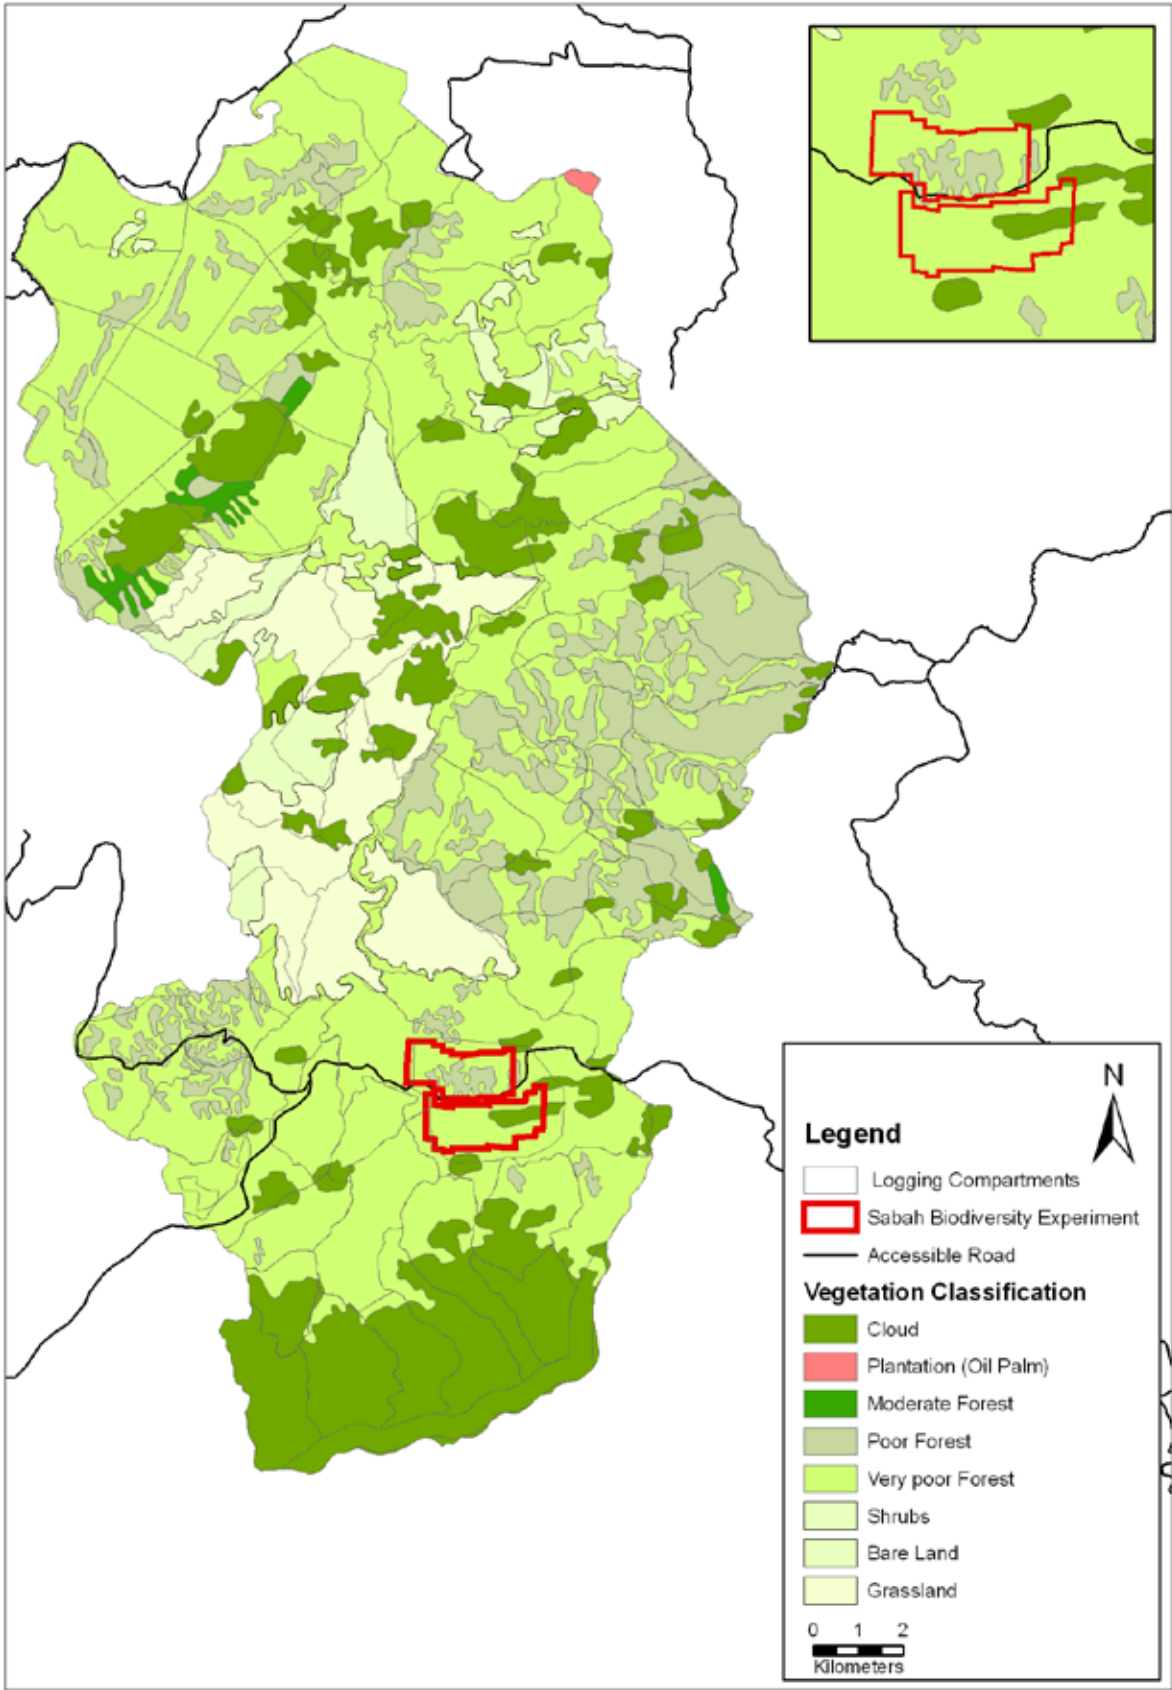 N
Legend
Logging Compartments
Sabah Biodiversity Experiment
Accessible Road
Vegetation Classification
Cloud
Plantation (Oil Palm)
Moderate Forest
Poor Forest
Very poor Forest
Shrubs
Bare Land
Grassland
0 1 2
Kilometers